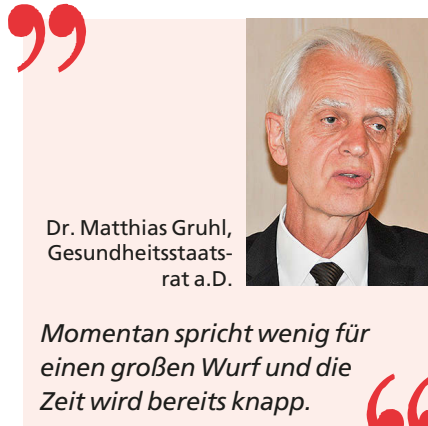 Dr. Matthias Gruhl,
Gesundheitsstaats-
rat a.D.
Momentan spricht wenig für
einen großen Wurf und die
Zeit wird bereits knapp.